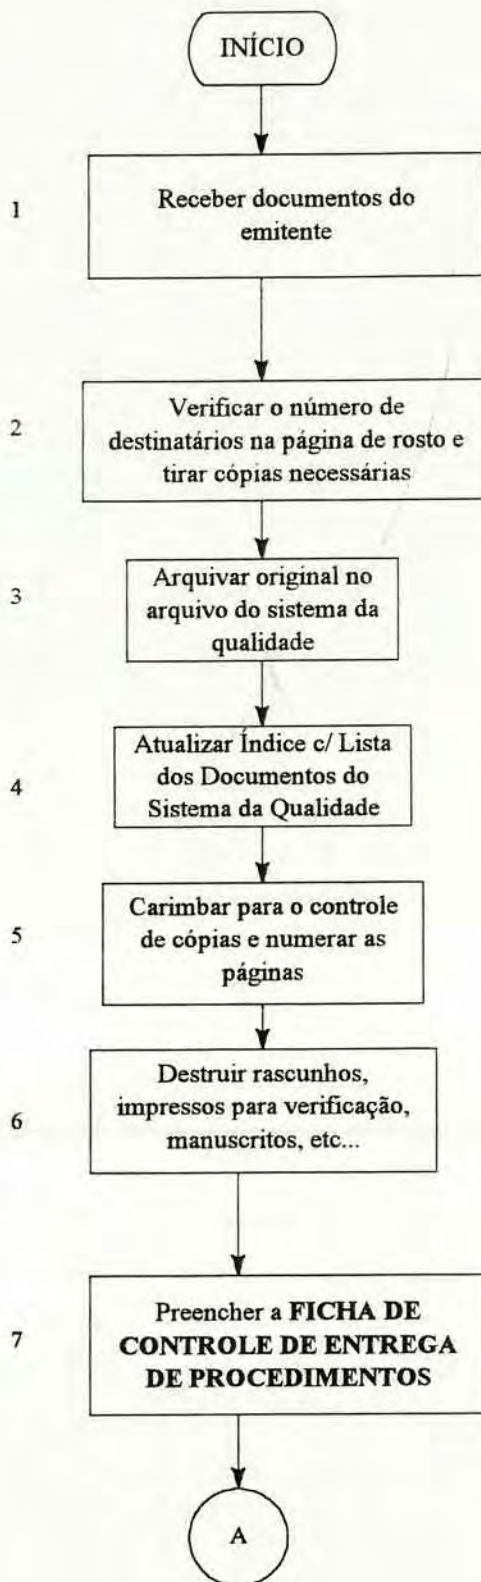 INÍCIO
1
Receber documentos do
emitente
2
Verificar o número de
destinatários na página de rosto e
tirar cópias necessárias
3
Arquivar original no
arquivo do sistema da
qualidade
4
Atualizar Índice c/ Lista
dos Documentos do
Sistema da Qualidade
5
Carimbar para o controle
de cópias e numerar as
páginas
6
Destruir rascunhos,
impressos para verificação,
manuscritos, etc...
7
Preencher a FICHA DE
CONTROLE DE ENTREGA
DE PROCEDIMENTOS
A